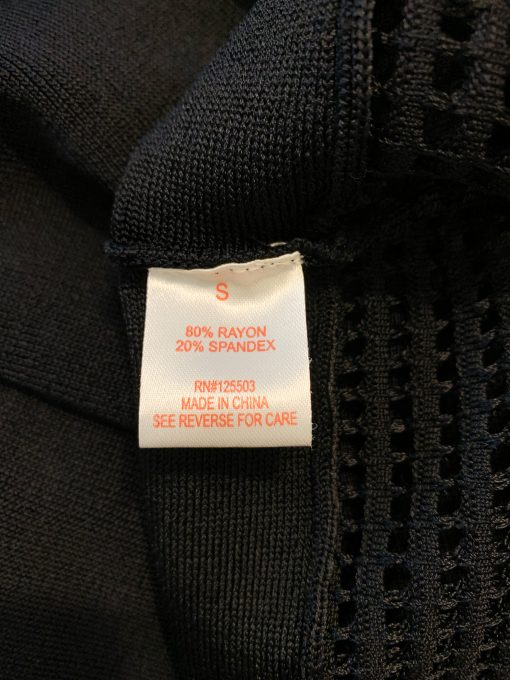 S
80% RAYON
20% SPANDEX
RN#125503
MADE IN CHINA
SEE REVERSE FOR CARE